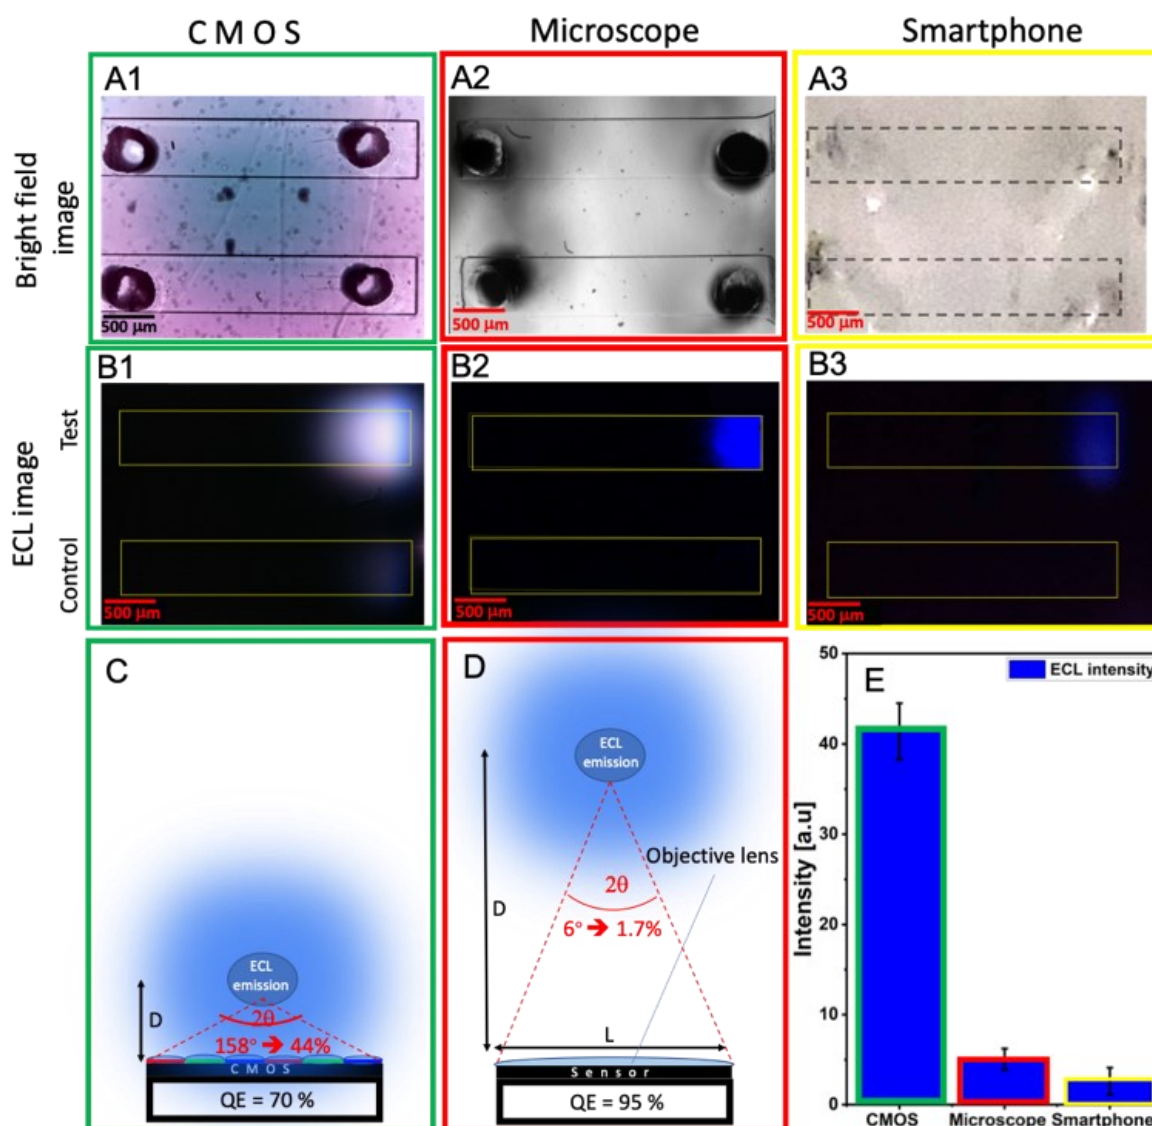 C M O S
Microscope
Smartphone
Bright field
image
A1
500 µm
A2
500 µm
A3
500 µm
ECL image
Test
Control
B1
500 µm
B2
500 µm
B3
500 µm
C
ECL
emission
D
2θ
158° ➔ 44%
C M O S
QE = 70 %
D
ECL
emission
Objective lens
D
2θ
6° ➔ 1.7%
L
Sensor
QE = 95 %
E
ECL intensity
Intensity [a.u]
50
40
30
20
10
0
CMOS
Microscope
Smartphone